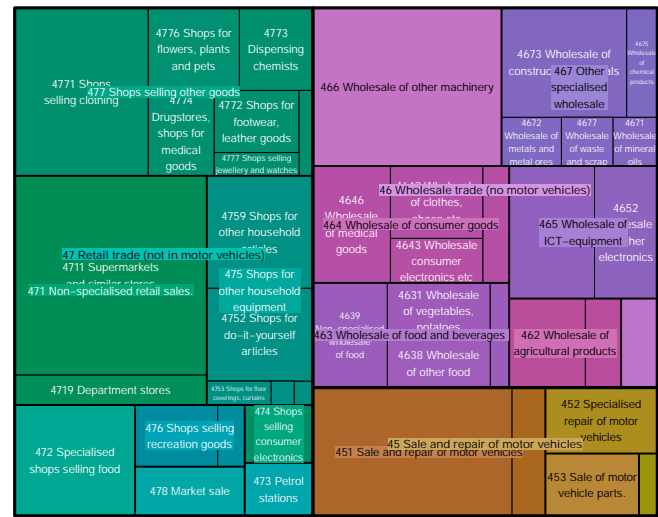 4771 Shops
selling clothing
4776 Shops for
flowers, plants
and pets
4773
Dispensing
chemists
477 Shops selling other goods
4774
Drugstores,
shops for
medical
goods
4772 Shops for
footwear,
leather goods
4777 Shops selling
jewellery and watches
466 Wholesale of other machinery
4673 Wholesale of
467 Other
specialised
wholesale
4675
Wholesale
of
chemical
products
4672
Wholesale of
metals and
metal ores
4677
Wholesale
of waste
and scrap
4671
Wholesale
of mineral
oils
4759 Shops for
other household
articles
47 Retail trade (not in motor vehicles)
4711 Supermarkets
and similar stores
471 Non-specialised retail sales.
475 Shops for
other household
equipment
4752 Shops for
do-it-yourself
articles
4719 Department stores
4753 Shops for floor
coverings, curtains
46 Wholesale trade (no motor vehicles)
4646
Wholesale
of medical
goods
of clothes,
464 Wholesale of consumer goods
4643 Wholesale
consumer
electronics etc
465 Wholesale of
ICT-equipment
4652
electronics
4639
wholesale
of food
4631 Wholesale
of vegetables,
potatoes
463 Wholesale of food and beverages
4638 Wholesale
of other food
462 Wholesale of
agricultural products
472 Specialised
shops selling food
476 Shops selling
recreation goods
474 Shops
selling
consumer
electronics
478 Market sale
473 Petrol
stations
45 Sale and repair of motor vehicles
451 Sale and repair of motor vehicles
452 Specialised
repair of motor
vehicles
453 Sale of motor
vehicle parts.